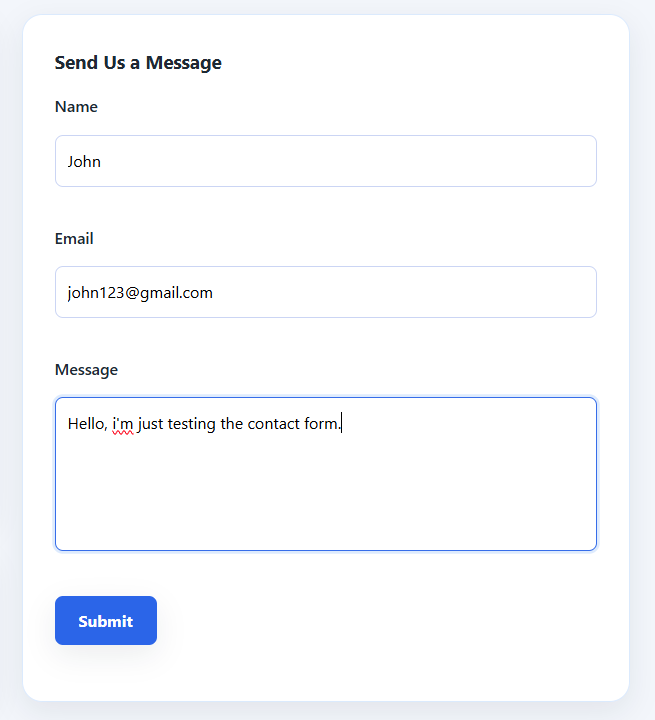 Send Us a Message
Name
John
Email
john123@gmail.com
Message
Hello, i'm just testing the contact form.
Submit